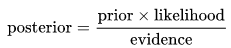 posterior = prior × likelihood / evidence